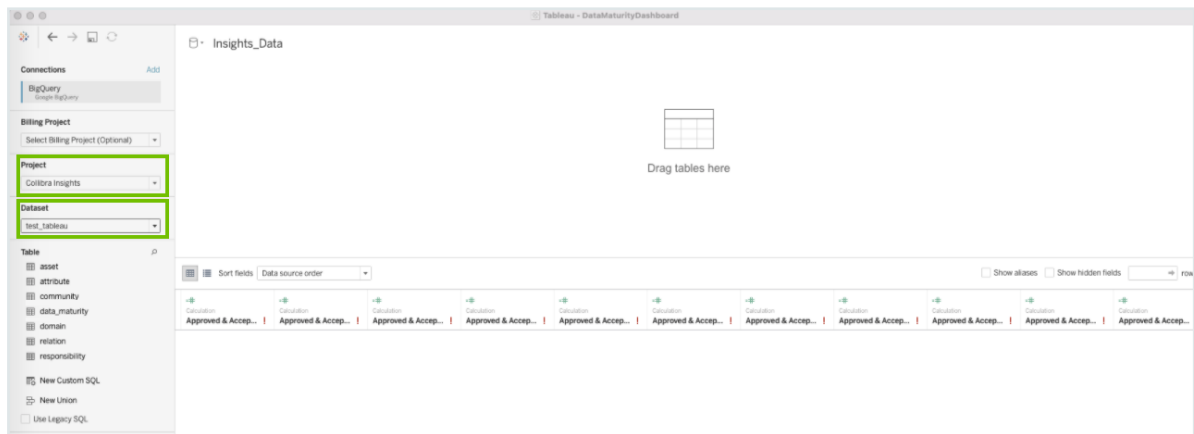 Tableau - DataMaturityDashboard
Connections Add
BigQuery
Google BigQuery
Billing Project
Select Billing Project (Optional)
Project
Collibra Insights
Dataset
test_tableau
Table
asset
attribute
community
data_maturity
domain
relation
responsibility
New Custom SQL
New Union
Use Legacy SQL
Insights_Data
Drag tables here
Sort fields Data source order Show aliases Show hidden fields row
Calculation Calculation Calculation Calculation Calculation Calculation Calculation Calculation Calculation Calculation Calculation
Approved & Accep... ! Approved & Accep... ! Approved & Accep... ! Approved & Accep... ! Approved & Accep... ! Approved & Accep... ! Approved & Accep... ! Approved & Accep... ! Approved & Accep... ! Approved & Accep... ! Approved & Accep...